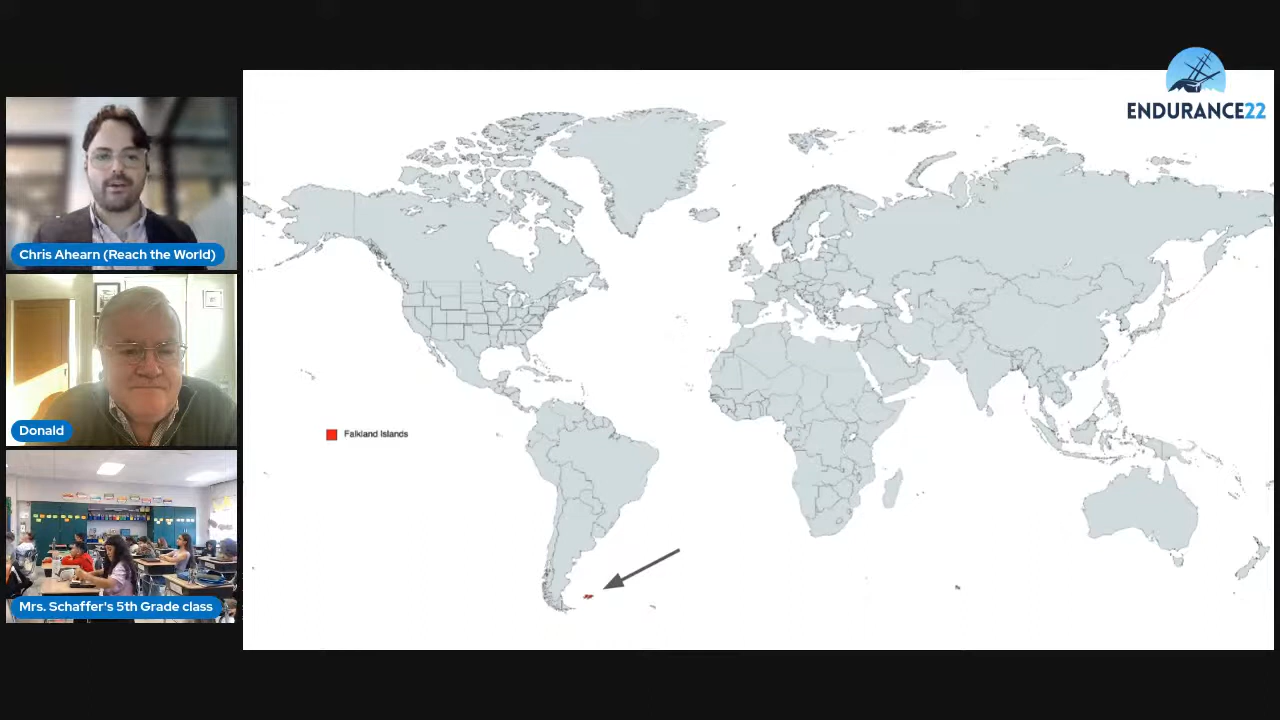 ENDURANCE22
Chris Ahearn (Reach the World)
Donald
Falkland Islands
Mrs. Schaffer's 5th Grade class